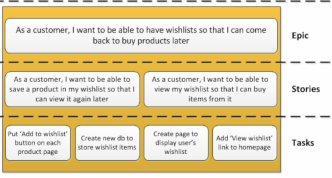 As a customer, I want to be able to have wishlists so that I can come
back to buy products later
Epic
As a customer, I want to be able to
save a product in my wishlist so that I
can view it again later
As a customer, I want to be able to
view my wishlist so that I can buy
items from it
Stories
Put 'Add to wishlist'
button on each
product page
Create new db to
store wishlist items
Create page to
display user's
wishlist
Add 'View wishlist'
link to homepage
Tasks